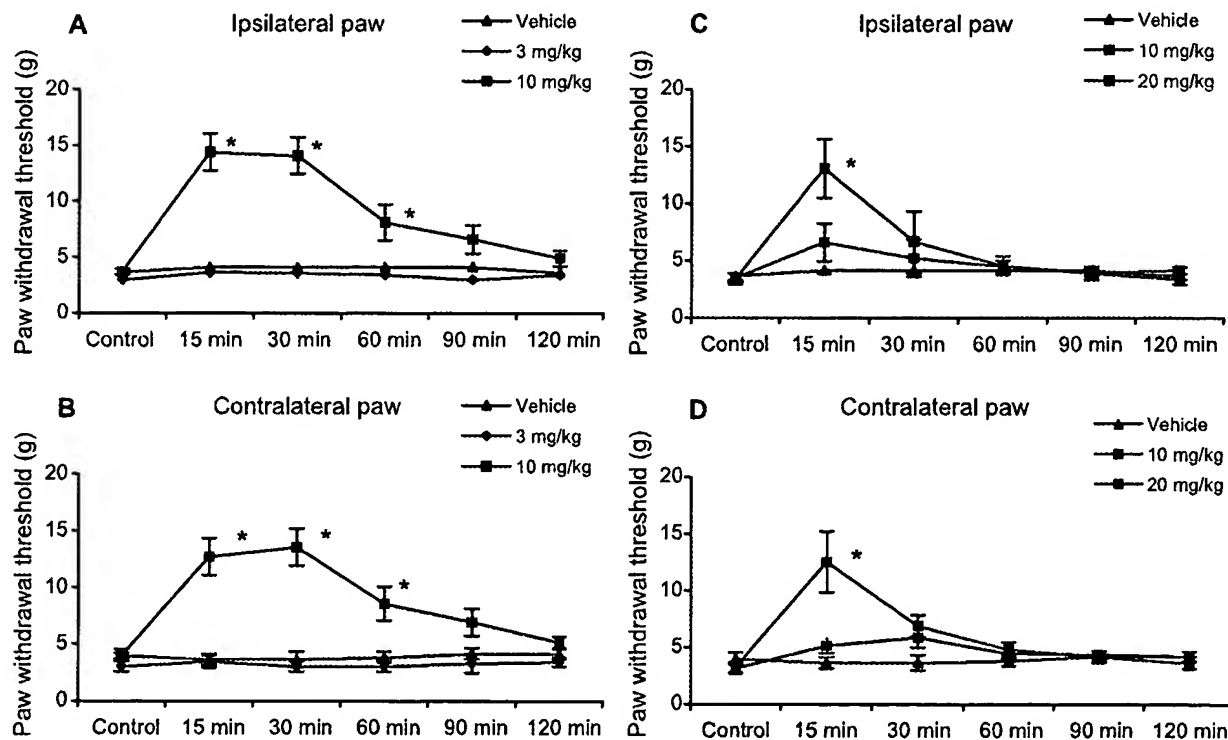 A
Ipsilateral paw
Vehicle
3 mg/kg
10 mg/kg
Paw withdrawal threshold (g)
20
15
10
5
0
* * *
Control 15 min 30 min 60 min 90 min 120 min
B
Contralateral paw
Vehicle
3 mg/kg
10 mg/kg
Paw withdrawal threshold (g)
20
15
10
5
0
* * *
Control 15 min 30 min 60 min 90 min 120 min
C
Ipsilateral paw
Vehicle
10 mg/kg
20 mg/kg
Paw withdrawal threshold (g)
20
15
10
5
0
*
Control 15 min 30 min 60 min 90 min 120 min
D
Contralateral paw
Vehicle
10 mg/kg
20 mg/kg
Paw withdrawal threshold (g)
20
15
10
5
0
*
Control 15 min 30 min 60 min 90 min 120 min